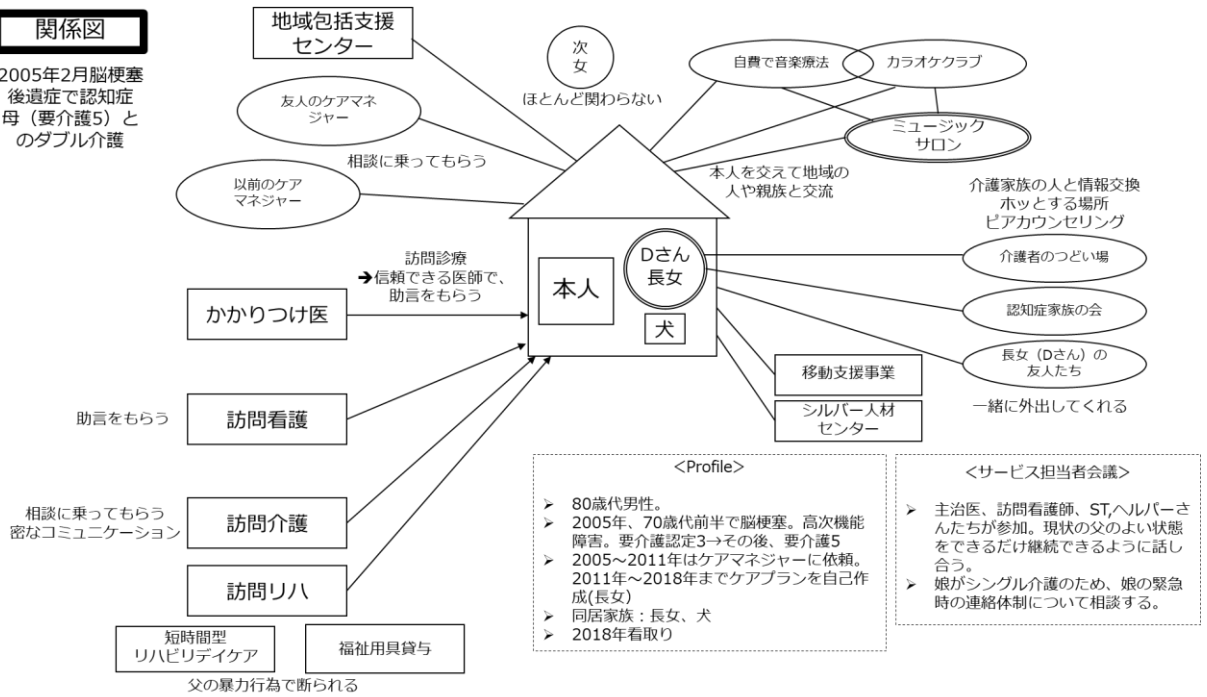 関係図
2005年2月脳梗塞
後遺症で認知症
母（要介護5）と
のダブル介護
地域包括支援
センター
次
女
ほとんど関わらない
自費で音楽療法
カラオケクラブ
ミュージック
サロン
友人のケアマネ
ジャー
相談に乗ってもらう
以前のケア
マネジャー
本人を交えて地域の
人や親族と交流
介護家族の人と情報交換
ホッとする場所
ピアカウンセリング
訪問診療
➔信頼できる医師で、
助言をもらう
かかりつけ医
本人
Dさん
長女
犬
介護者のつどい場
認知症家族の会
長女（Dさん）の
友人たち
一緒に外出してくれる
移動支援事業
シルバー人材
センター
助言をもらう
訪問看護
相談に乗ってもらう
密なコミュニケーション
訪問介護
訪問リハ
短時間型
リハビリデイケア
福祉用具貸与
父の暴力行為で断られる
<Profile>
➢ 80歳代男性。
➢ 2005年、70歳代前半で脳梗塞。高次機能
障害。要介護認定3→その後、要介護5
➢ 2005～2011年はケアマネジャーに依頼。
2011年～2018年までケアプランを自己作
成(長女)
➢ 同居家族：長女、犬
➢ 2018年看取り
<サービス担当者会議>
➢ 主治医、訪問看護師、ST,ヘルパーさ
んたちが参加。現状の父のよい状態
をできるだけ継続できるように話し
合う。
➢ 娘がシングル介護のため、娘の緊急
時の連絡体制について相談する。